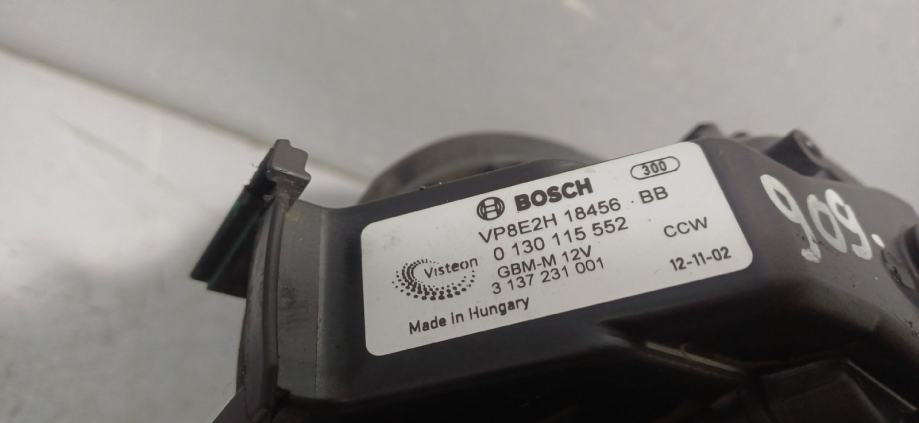 300
BOSCH
VP8E2H 18456 · BB
0 130 115 552
CCW
Visteon
GBM-M 12V
3 137 231 001
12-11-02
Made in Hungary
909.